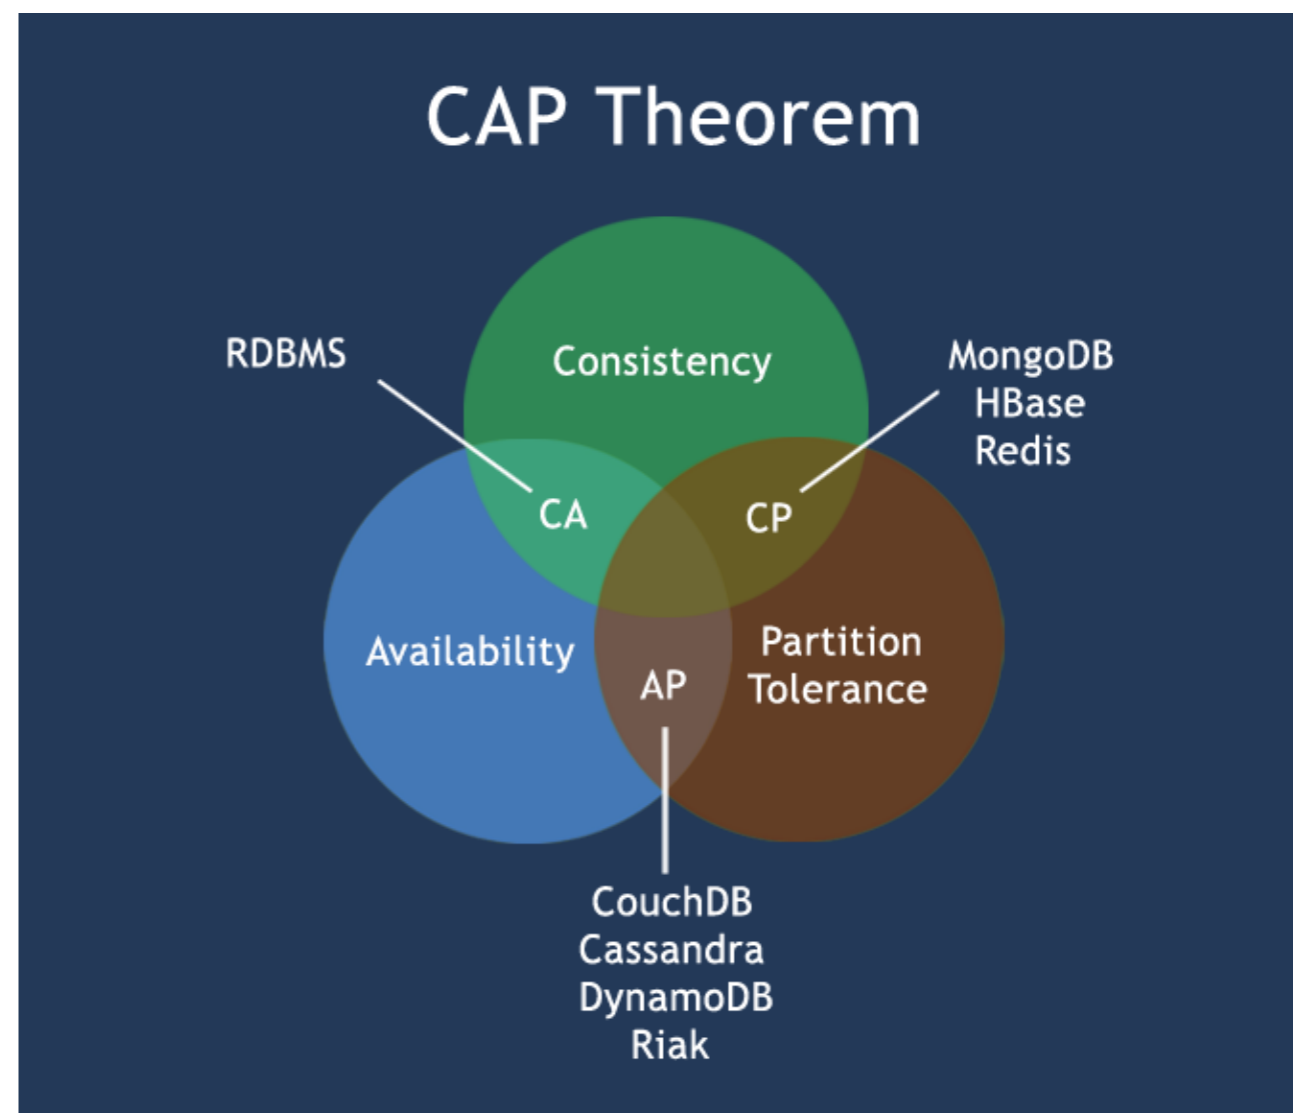 CAP Theorem
RDBMS
Consistency
MongoDB
HBase
Redis
CA
CP
Availability
Partition
Tolerance
AP
CouchDB
Cassandra
DynamoDB
Riak